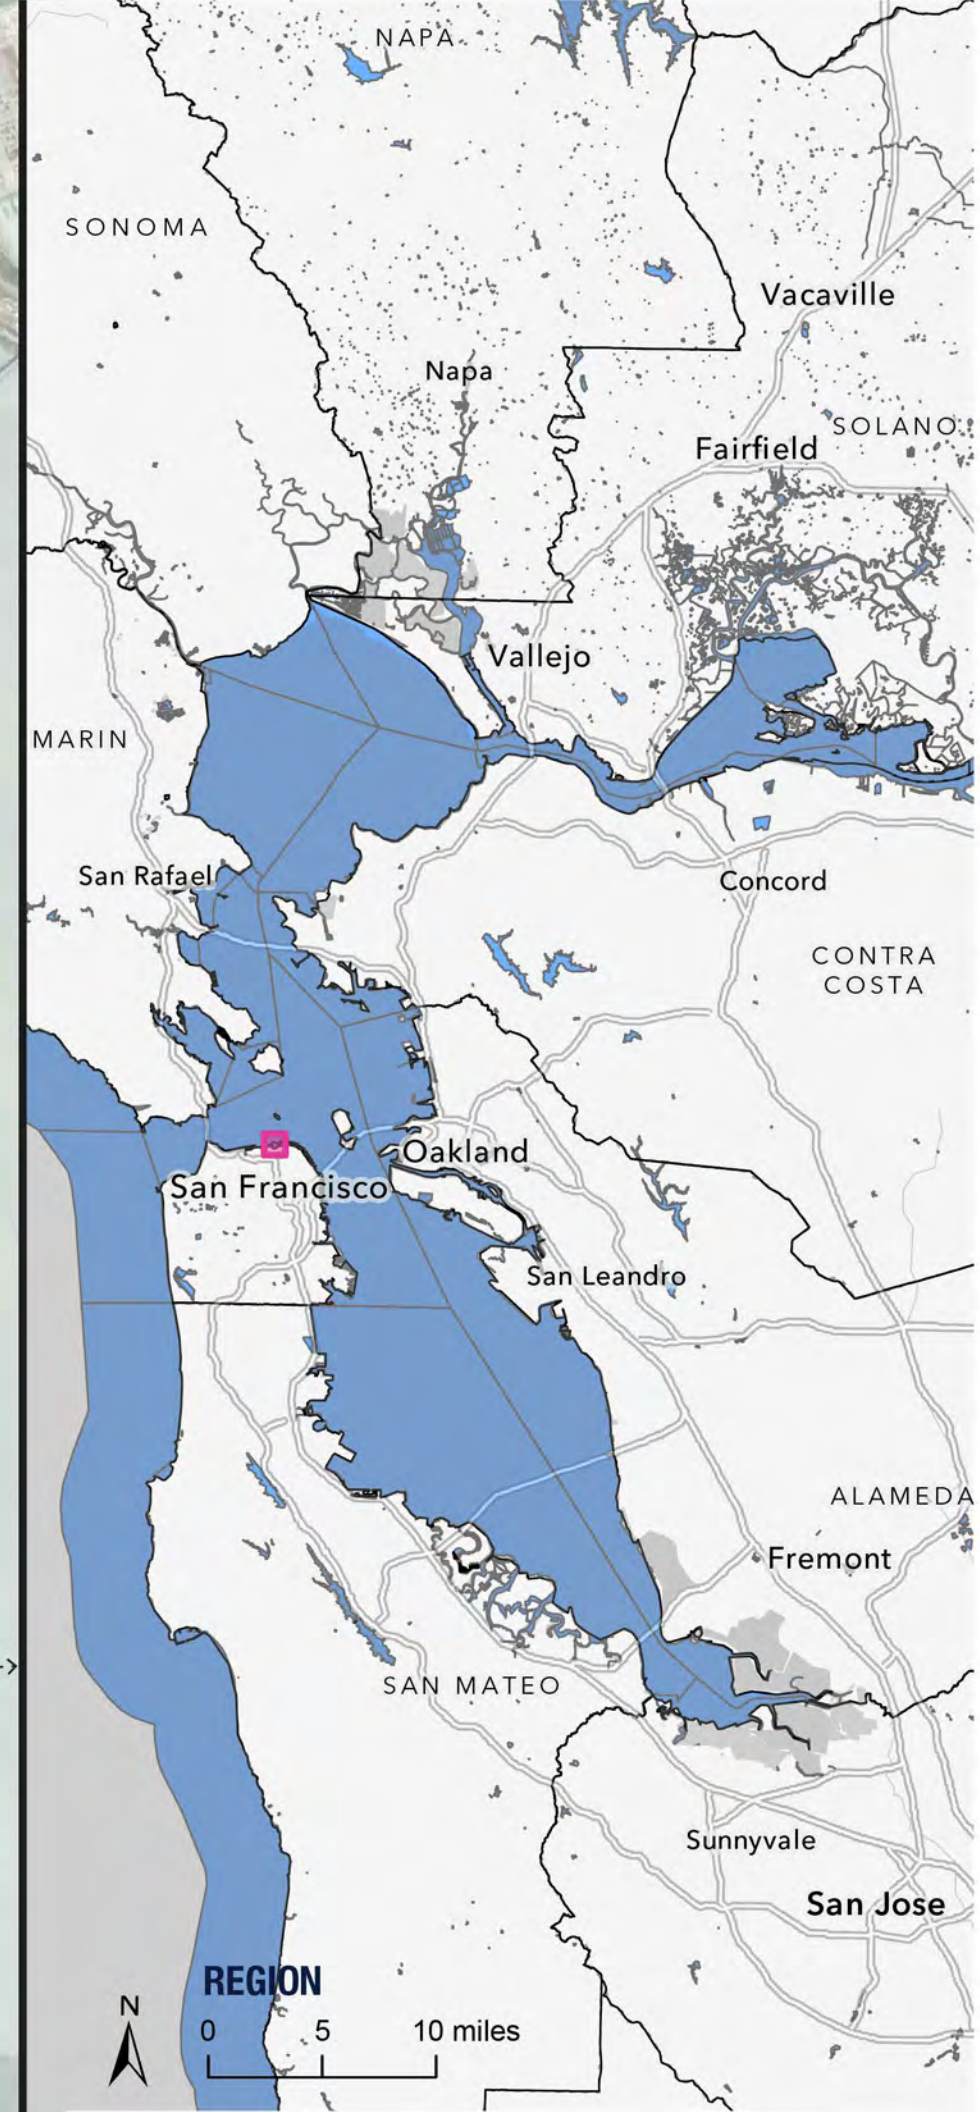 NAPA
SONOMA
Vacaville
Napa
SOLANO
Fairfield
Vallejo
MARIN
San Rafael
Concord
CONTRA
COSTA
Oakland
San Francisco
San Leandro
ALAMEDA
Fremont
SAN MATEO
Sunnyvale
San Jose
REGION
N
0 5 10 miles